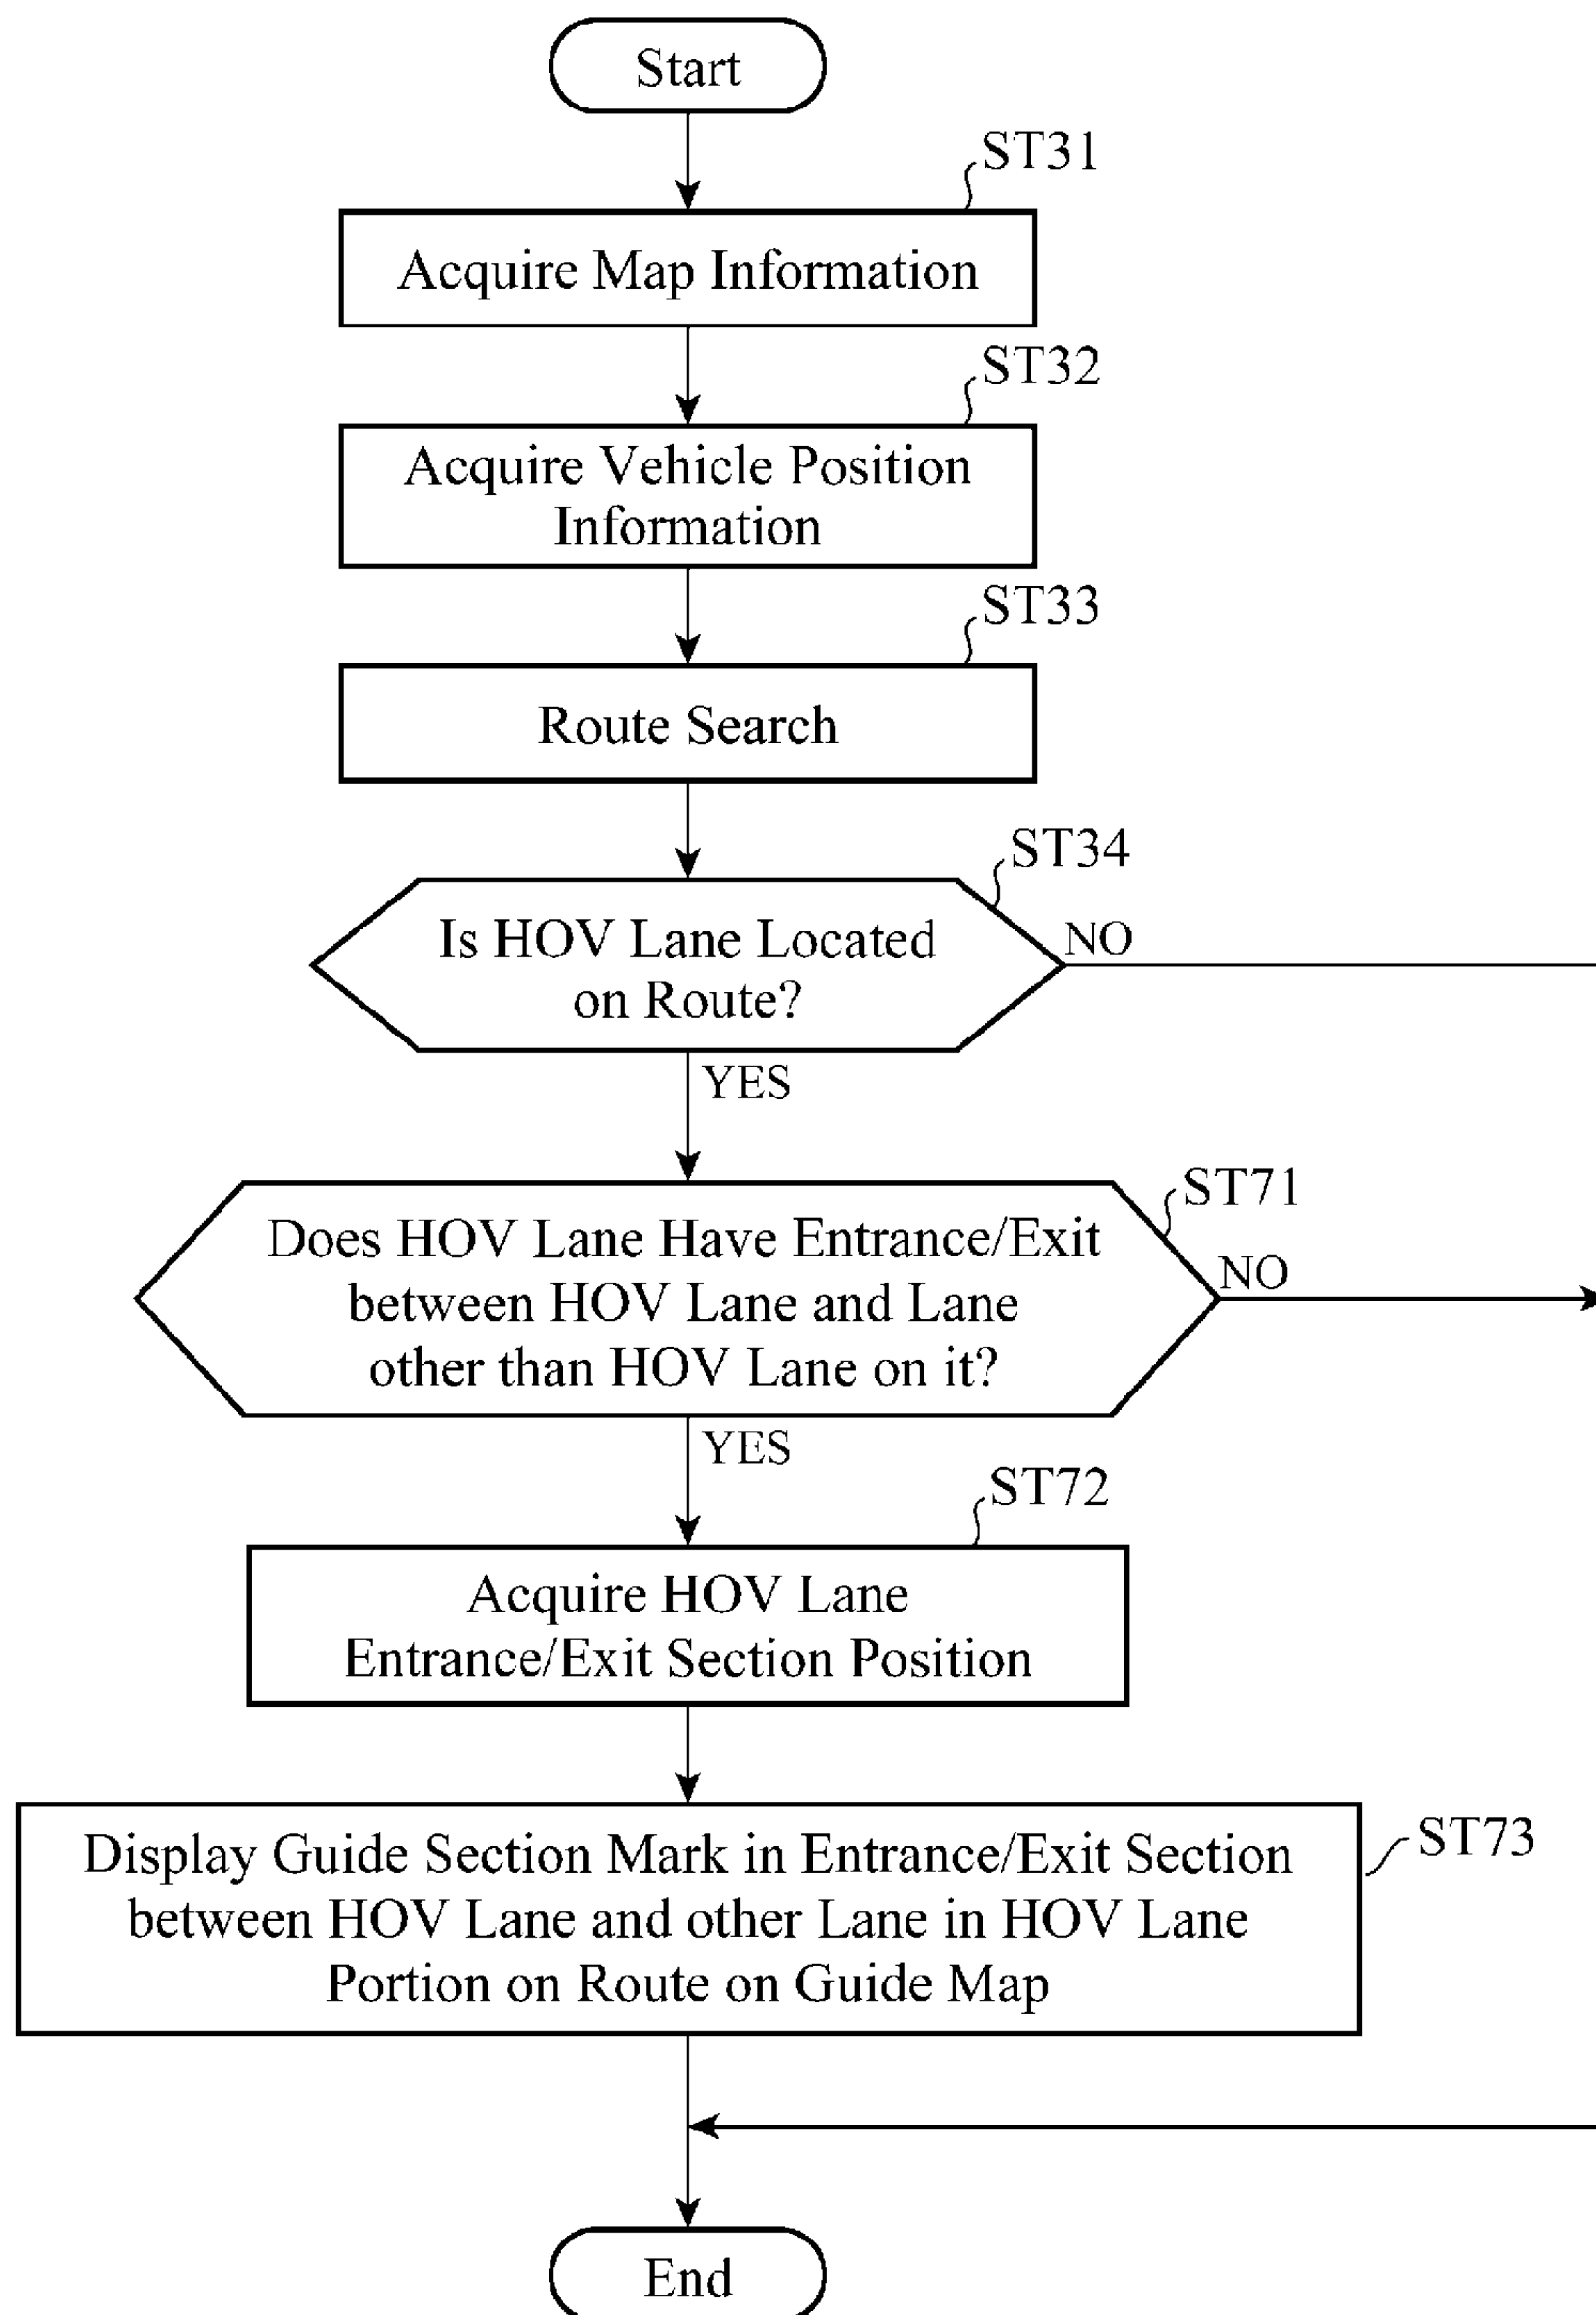 Start
ST31
Acquire Map Information
ST32
Acquire Vehicle Position
Information
ST33
Route Search
ST34
Is HOV Lane Located
on Route?
NO
YES
ST71
Does HOV Lane Have Entrance/Exit
between HOV Lane and Lane
other than HOV Lane on it?
NO
YES
ST72
Acquire HOV Lane
Entrance/Exit Section Position
ST73
Display Guide Section Mark in Entrance/Exit Section
between HOV Lane and other Lane in HOV Lane
Portion on Route on Guide Map
End